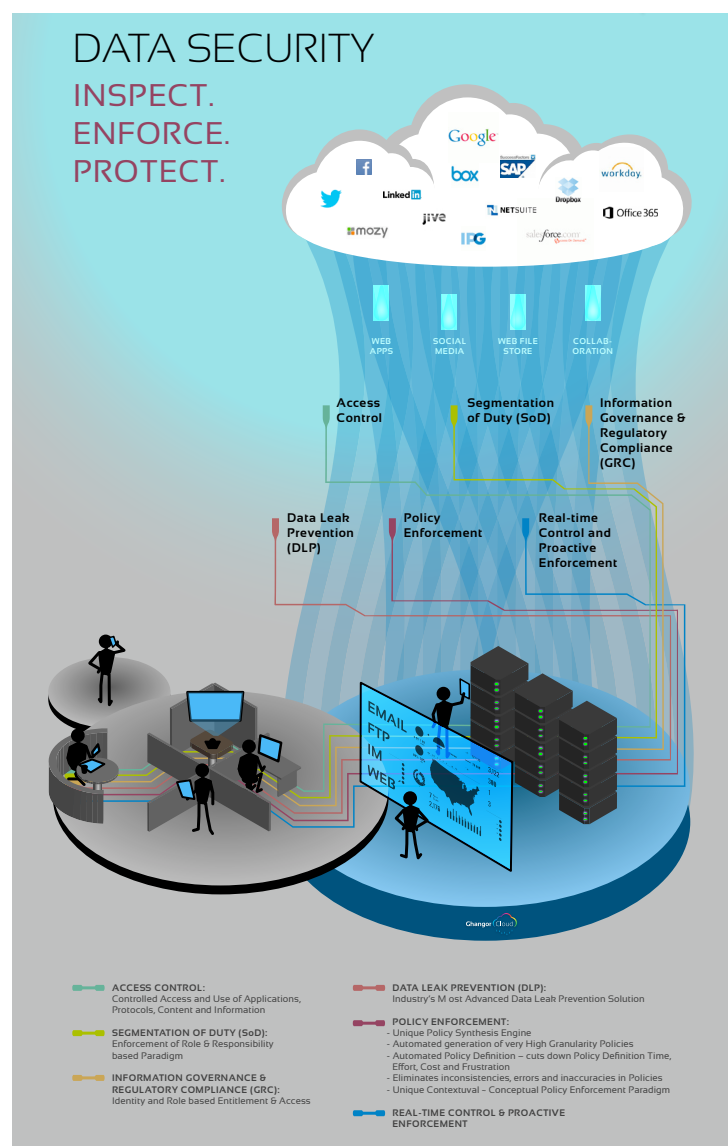 DATA SECURITY
INSPECT.
ENFORCE.
PROTECT.
Google
box
SAP
workday.
Linked in
Dropbox
jive
NETSUITE
Office 365
mozy
IPG
salesforce.com
WEB
APPS
SOCIAL
MEDIA
WEB FILE
STORE
COLLAB-
ORATION
Access
Control
Segmentation
of Duty (SoD)
Information
Governance &
Regulatory
Compliance
(GRC)
Data Leak
Prevention
(DLP)
Policy
Enforcement
Real-time
Control and
Proactive
Enforcement
EMAIL
FTP
IM
WEB
Ghangor Cloud
ACCESS CONTROL:
Controlled Access and Use of Applications,
Protocols, Content and Information
SEGMENTATION OF DUTY (SoD):
Enforcement of Role & Responsibility
based Paradigm
INFORMATION GOVERNANCE &
REGULATORY COMPLIANCE (GRC):
Identity and Role based Entitlement & Access
DATA LEAK PREVENTION (DLP):
Industry's M ost Advanced Data Leak Prevention Solution
POLICY ENFORCEMENT:
- Unique Policy Synthesis Engine
- Automated generation of very High Granularity Policies
- Automated Policy Definition – cuts down Policy Definition Time,
Effort, Cost and Frustration
- Eliminates inconsistencies, errors and inaccuracies in Policies
- Unique Contextuval – Conceptual Policy Enforcement Paradigm
REAL-TIME CONTROL & PROACTIVE
ENFORCEMENT